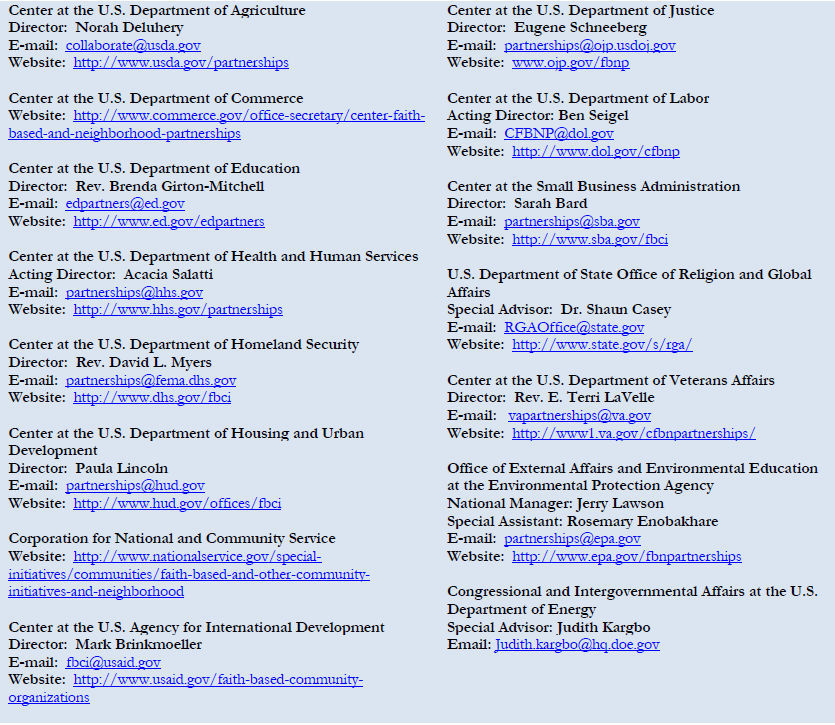 Center at the U.S. Department of Agriculture
Director:  Norah Deluhery
E-mail:  collaborate@usda.gov
Website:  http://www.usda.gov/partnerships

Center at the U.S. Department of Commerce
Website:  http://www.commerce.gov/office-secretary/center-faith-
based-and-neighborhood-partnerships

Center at the U.S. Department of Education
Director:  Rev. Brenda Girton-Mitchell
E-mail:  edpartners@ed.gov
Website:  http://www.ed.gov/edpartners

Center at the U.S. Department of Health and Human Services
Acting Director:  Acacia Salatti
E-mail:  partnerships@hhs.gov
Website:  http://www.hhs.gov/partnerships

Center at the U.S. Department of Homeland Security
Director:  Rev. David L. Myers
E-mail:  partnerships@fema.dhs.gov
Website:  http://www.dhs.gov/fbci

Center at the U.S. Department of Housing and Urban
Development
Director:  Paula Lincoln
E-mail:  partnerships@hud.gov
Website:  http://www.hud.gov/offices/fbci

Corporation for National and Community Service
Website:  http://www.nationalservice.gov/special-
initiatives/communities/faith-based-and-other-community-
initiatives-and-neighborhood

Center at the U.S. Agency for International Development
Director:  Mark Brinkmoeller
E-mail:  fbci@usaid.gov
Website:  http://www.usaid.gov/faith-based-community-
organizations

Center at the U.S. Department of Justice
Director:  Eugene Schneeberg
E-mail:  partnerships@ojp.usdoj.gov
Website:  www.ojp.gov/fbnp

Center at the U.S. Department of Labor
Acting Director: Ben Seigel
E-mail:  CFBNP@dol.gov
Website:  http://www.dol.gov/cfbnp

Center at the Small Business Administration
Director:  Sarah Bard
E-mail:  partnerships@sba.gov
Website:  http://www.sba.gov/fbci

U.S. Department of State Office of Religion and Global
Affairs
Special Advisor:  Dr. Shaun Casey
E-mail:  RGAOffice@state.gov
Website:  http://www.state.gov/s/rga/

Center at the U.S. Department of Veterans Affairs
Director:  Rev. E. Terri LaVelle
E-mail:   vapartnerships@va.gov
Website:  http://www1.va.gov/cfbnpartnerships/

Office of External Affairs and Environmental Education
at the Environmental Protection Agency
National Manager: Jerry Lawson
Special Assistant: Rosemary Enobakhare
E-mail:  partnerships@epa.gov
Website:  http://www.epa.gov/fbnpartnerships

Congressional and Intergovernmental Affairs at the U.S.
Department of Energy
Special Advisor: Judith Kargbo
Email: Judith.kargbo@hq.doe.gov